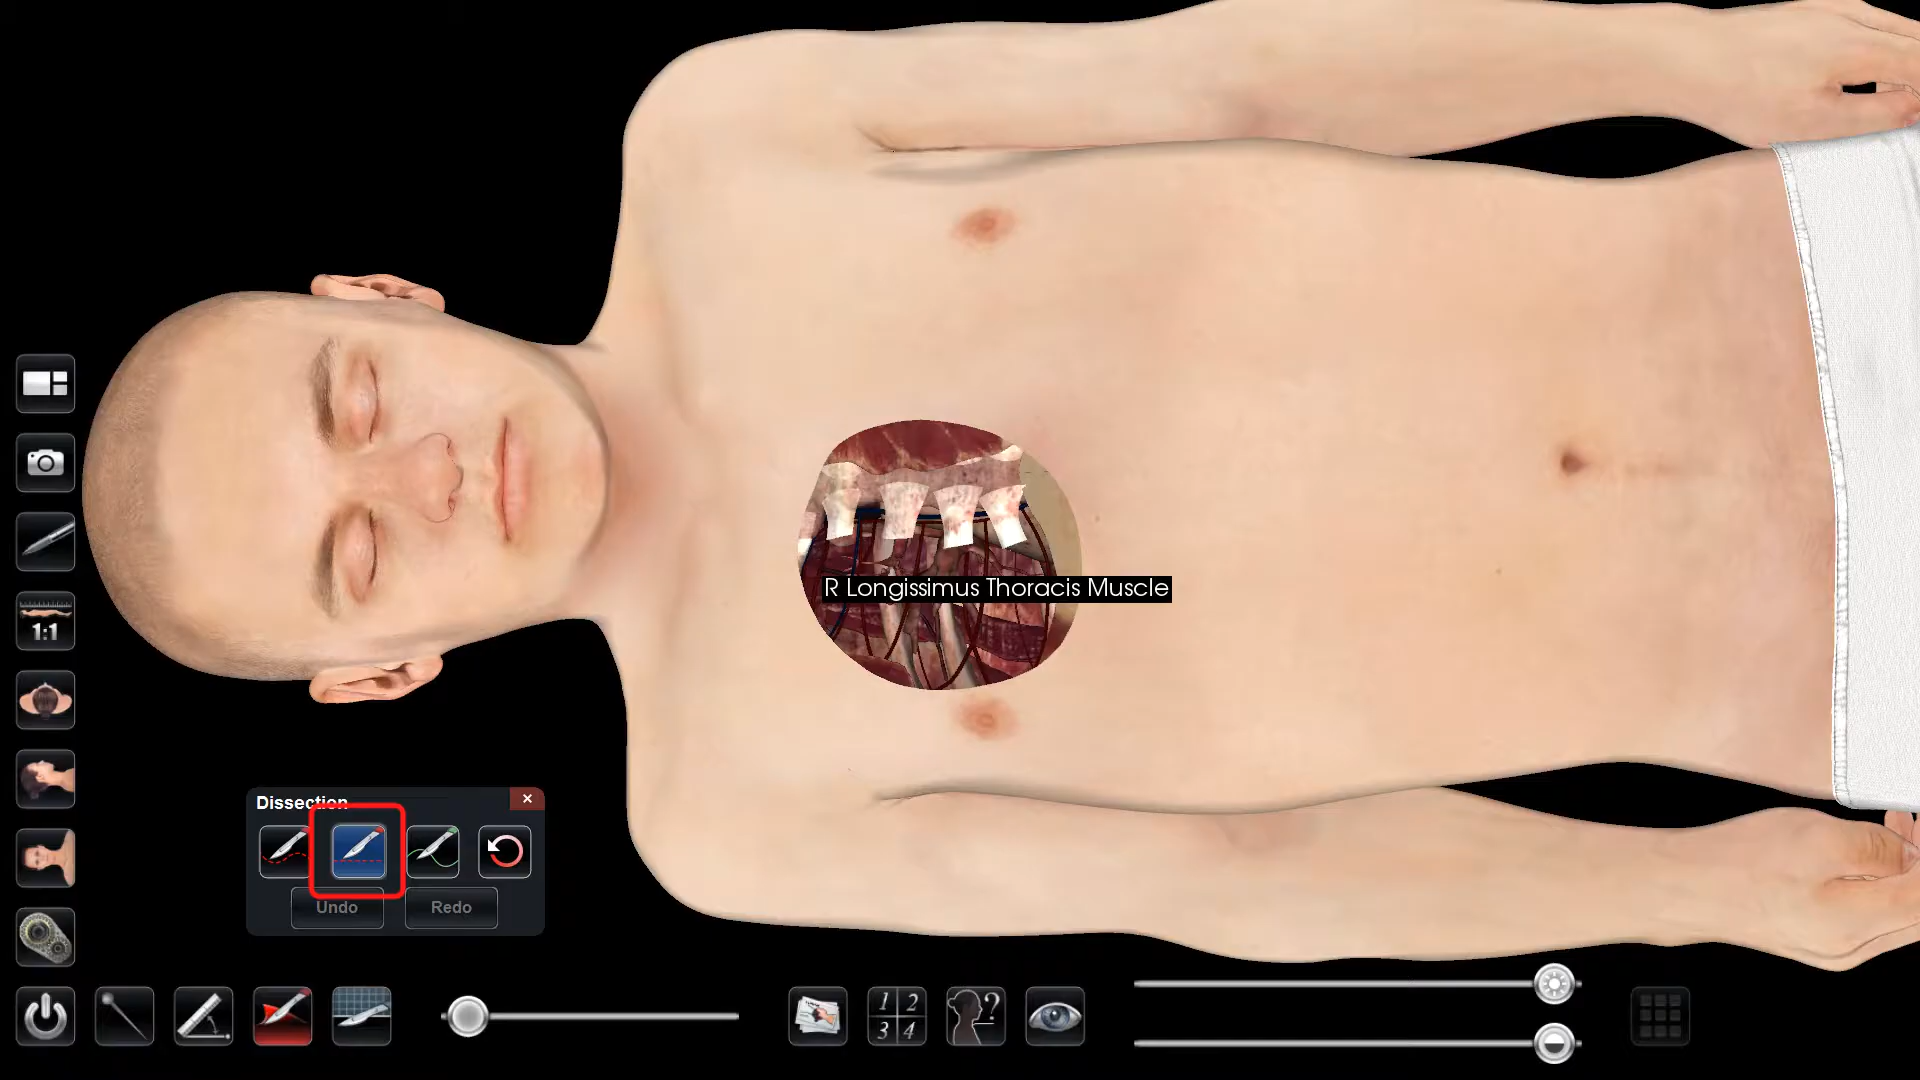 R Longissimus Thoracis Muscle
Dissection
Undo
Redo
1:1
1 2
3 4
?